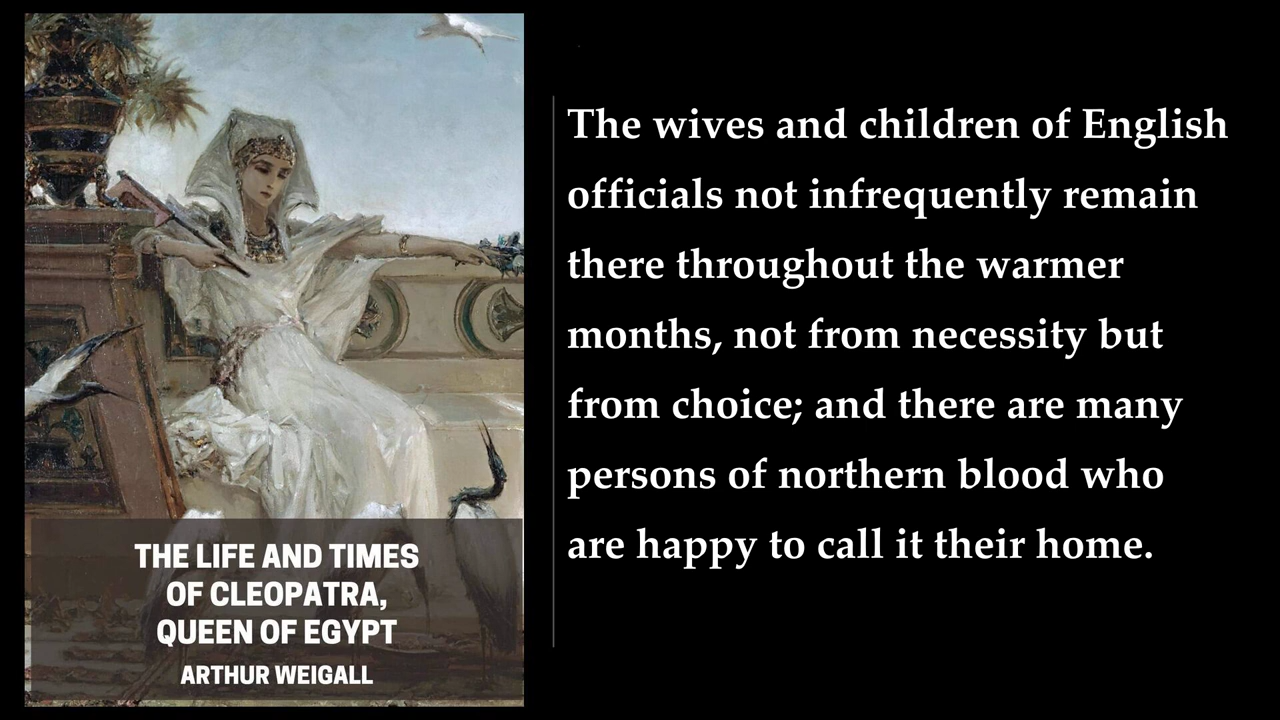 THE LIFE AND TIMES
OF CLEOPATRA,
QUEEN OF EGYPT
ARTHUR WEIGALL
The wives and children of English
officials not infrequently remain
there throughout the warmer
months, not from necessity but
from choice; and there are many
persons of northern blood who
are happy to call it their home.